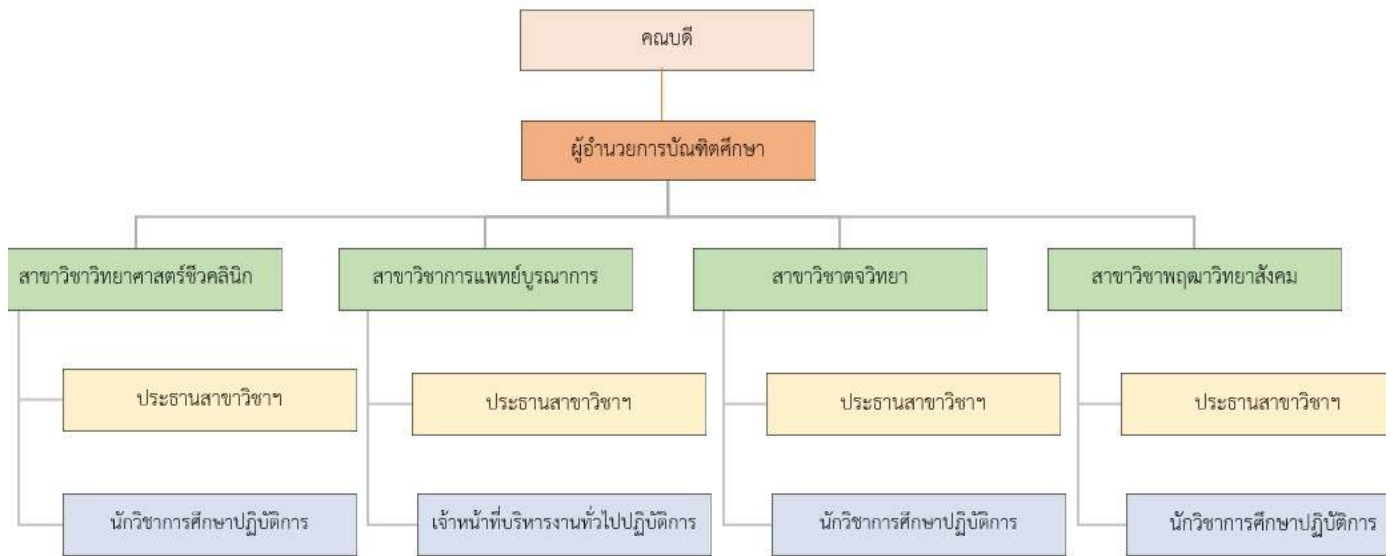 คณบดี
ผู้อำนวยการบัณฑิตศึกษา
สาขาวิชาวิทยาศาสตร์ชีวคลินิก
สาขาวิชาการแพทย์บูรณาการ
สาขาวิชาตจวิทยา
สาขาวิชาพฤฒาวิทยาสังคม
ประธานสาขาวิชาฯ
ประธานสาขาวิชาฯ
ประธานสาขาวิชาฯ
ประธานสาขาวิชาฯ
นักวิชาการศึกษาปฏิบัติการ
เจ้าหน้าที่บริหารงานทั่วไปปฏิบัติการ
นักวิชาการศึกษาปฏิบัติการ
นักวิชาการศึกษาปฏิบัติการ